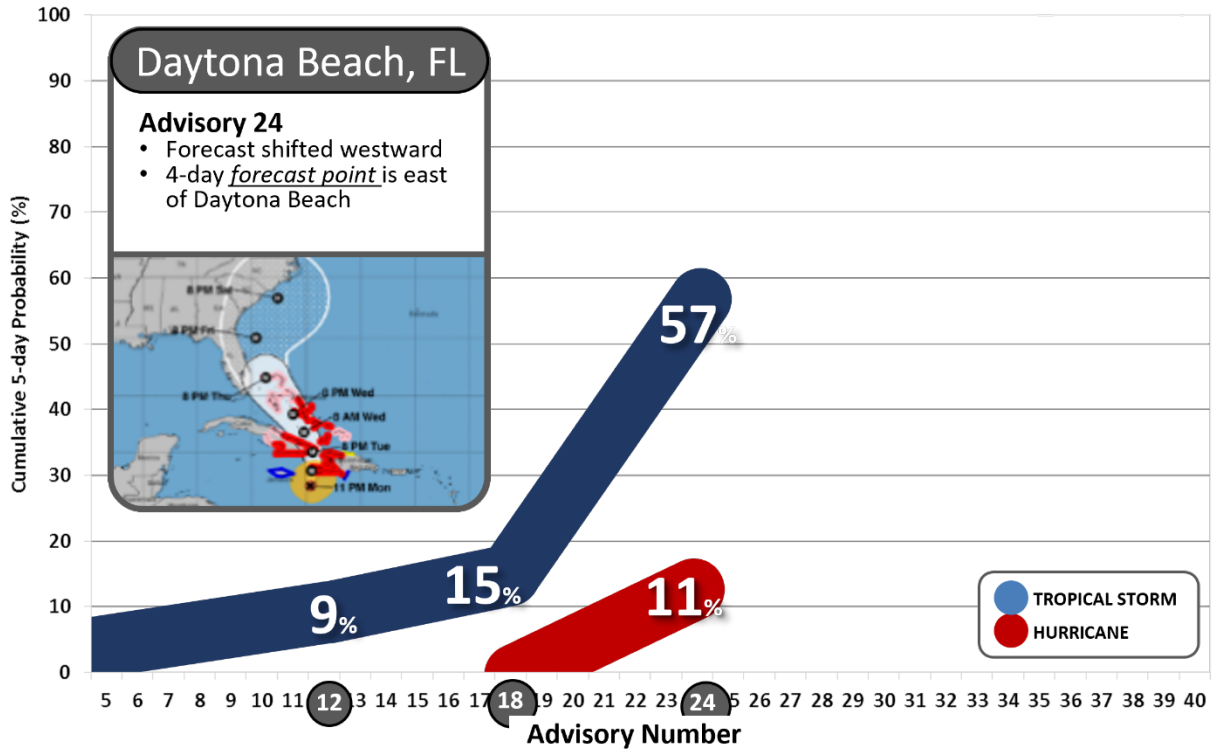 100
90
80
70
60
50
40
30
20
10
0
Cumulative 5-day Probability (%)
Daytona Beach, FL
Advisory 24
• Forecast shifted westward
• 4-day forecast point is east
of Daytona Beach
8 PM Sat
8 PM Fri
8 PM Thu
8 AM Wed
8 PM Tue
11 PM Mon
57%
15%
9%
11%
TROPICAL STORM
HURRICANE
5 6 7 8 9 10 11 12 13 14 15 16 17 18 19 20 21 22 23 24 5 26 27 28 29 30 31 32 33 34 35 36 37 38 39 40
Advisory Number